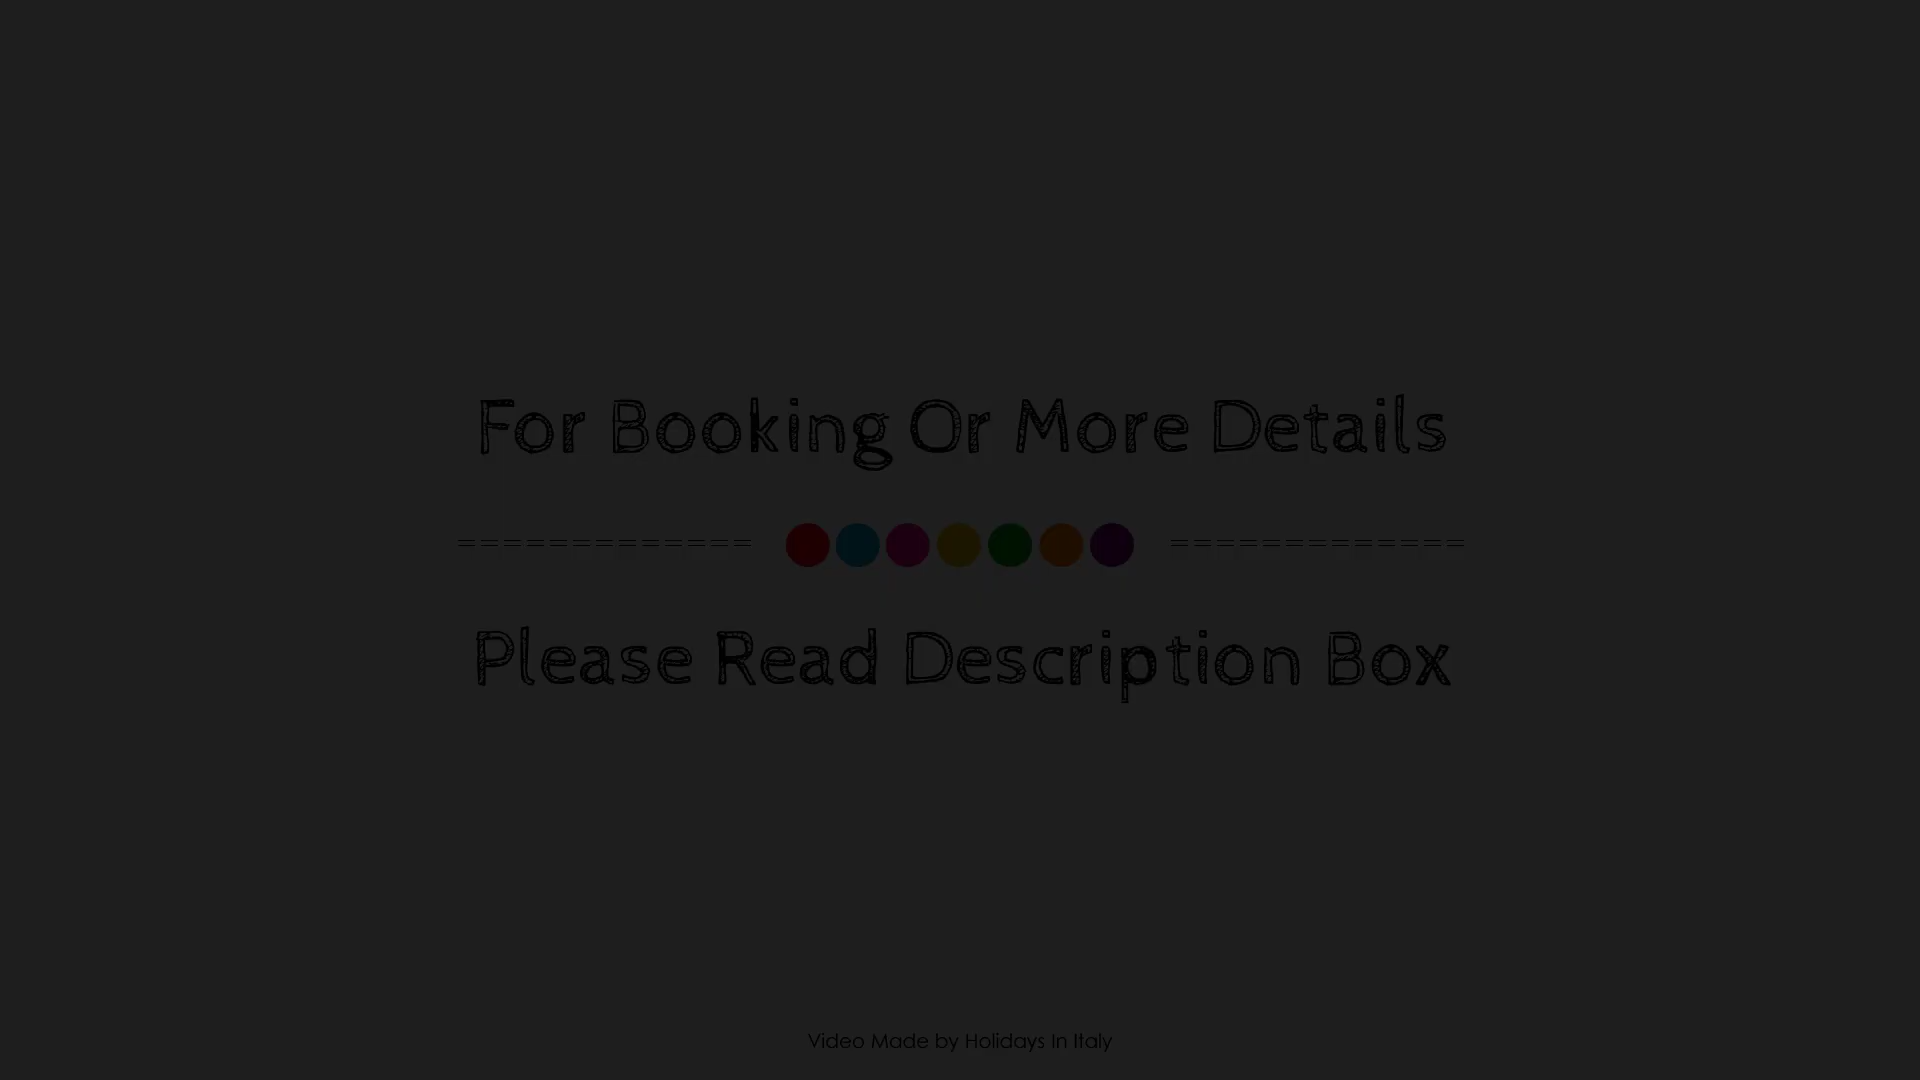 For Booking Or More Details
============= =============
Please Read Description Box
Video Made by Holidays In Italy